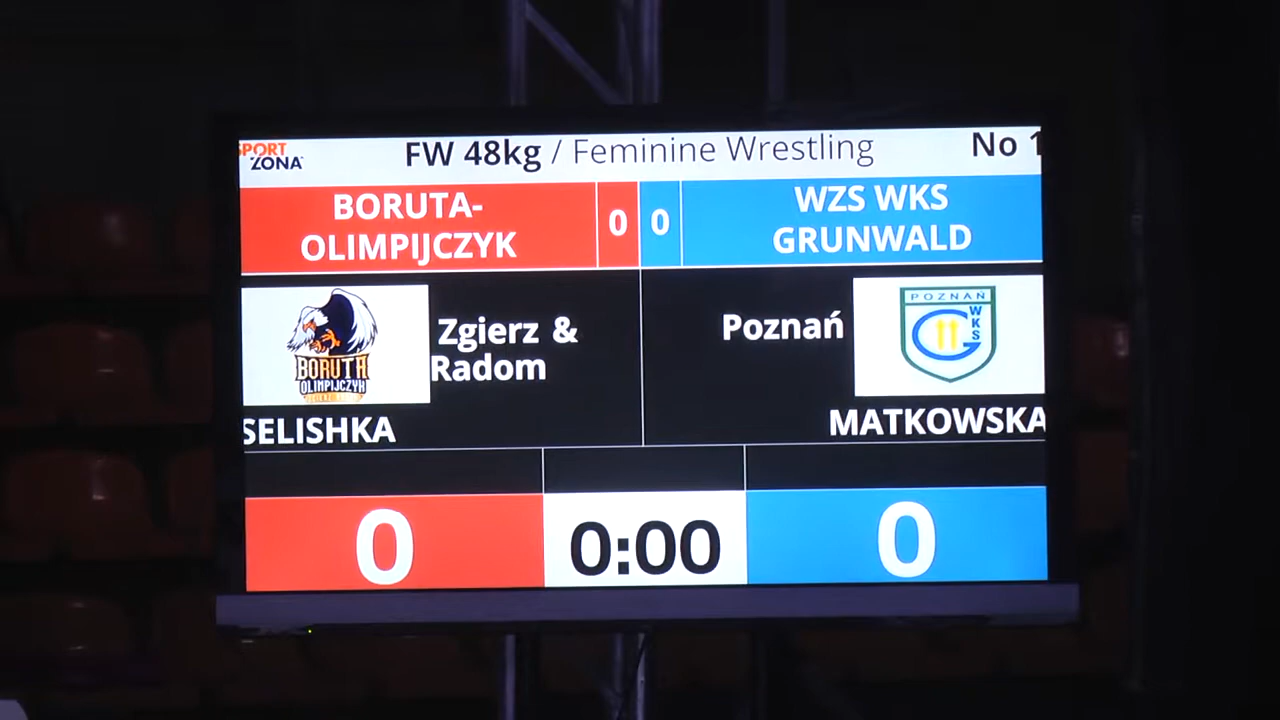 SPORT
ZONA
FW 48kg / Feminine Wrestling
No 1
BORUTA-
OLIMPIJCZYK
0
0
WZS WKS
GRUNWALD
BORUTA
OLIMPIJCZYK
Zgierz &
Radom
Poznań
POZNAŃ
WKS
G
SELISHKA
MATKOWSKA
0
0:00
0